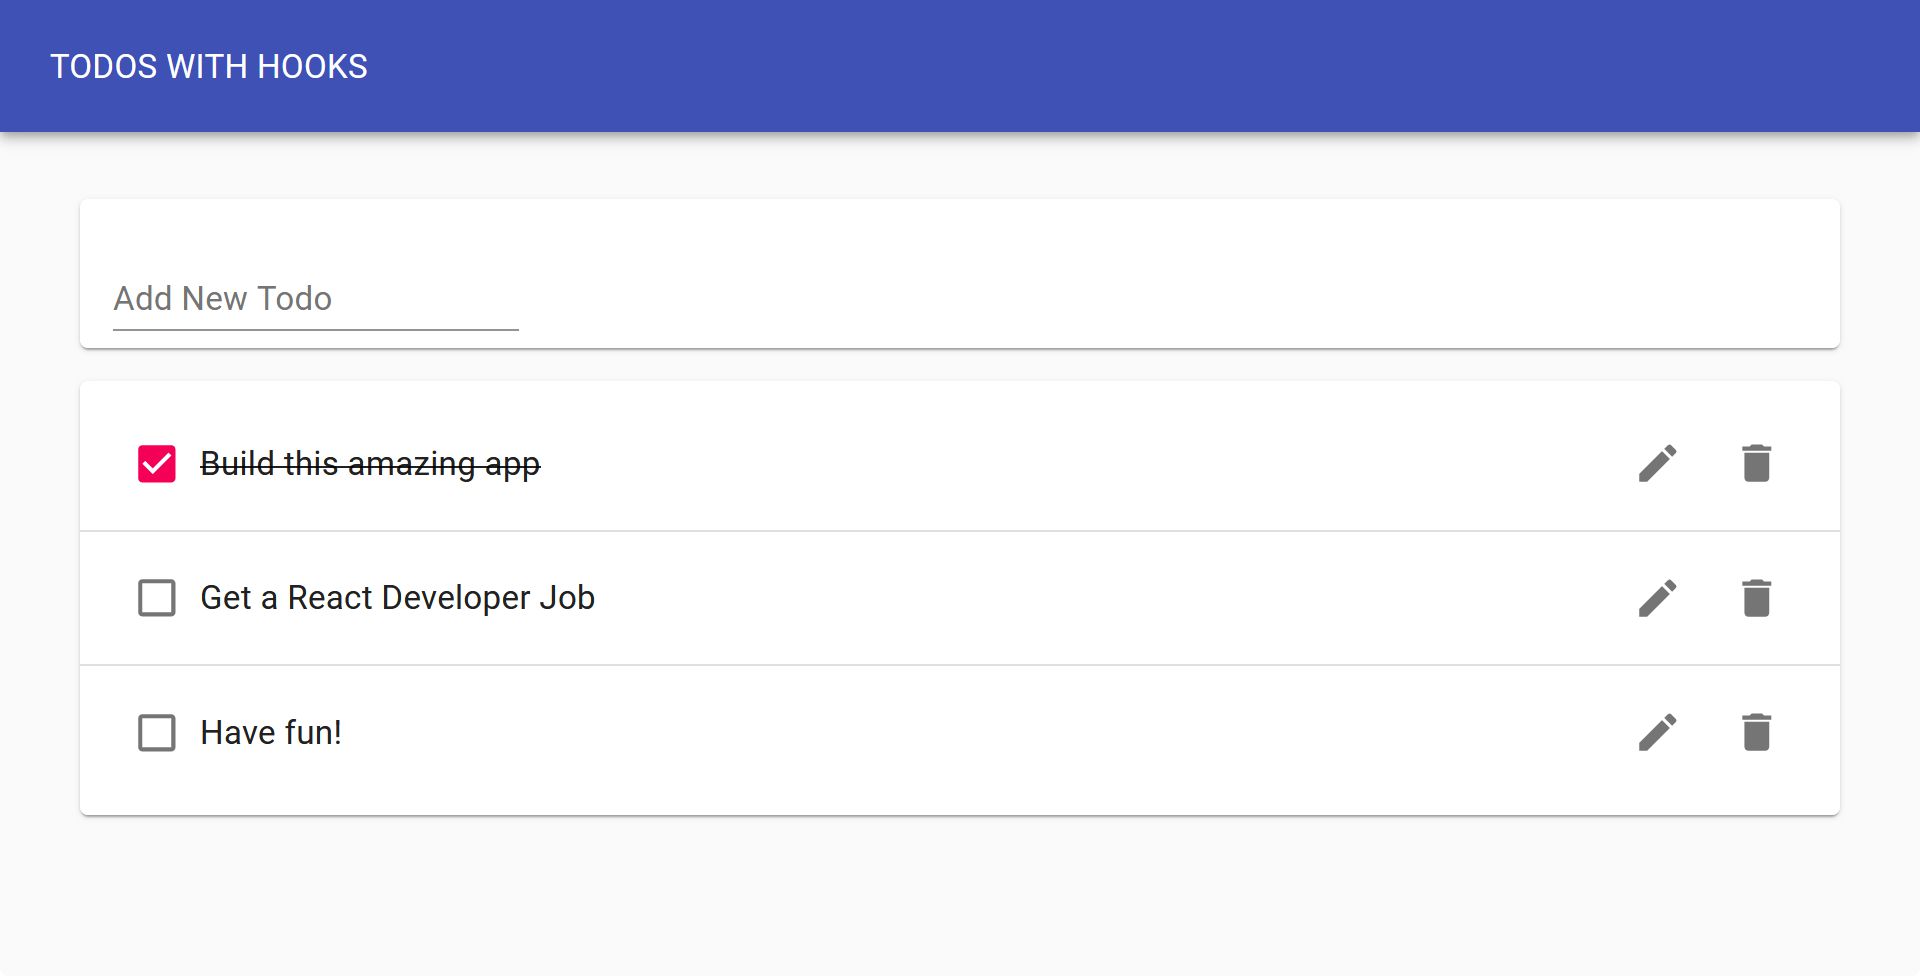 TODOS WITH HOOKS
Add New Todo
Build this amazing app
Get a React Developer Job
Have fun!